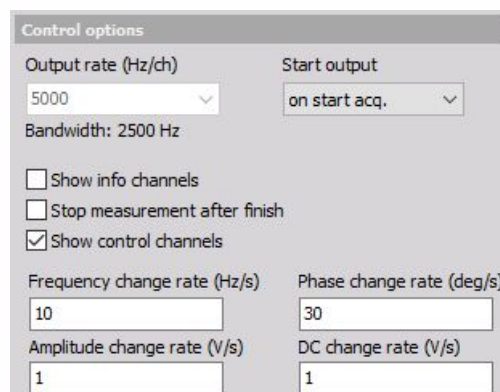 Control options
Output rate (Hz/ch) Start output
5000 on start acq.
Bandwidth: 2500 Hz
Show info channels
Stop measurement after finish
Show control channels
Frequency change rate (Hz/s) Phase change rate (deg/s)
10 30
Amplitude change rate (V/s) DC change rate (V/s)
1 1